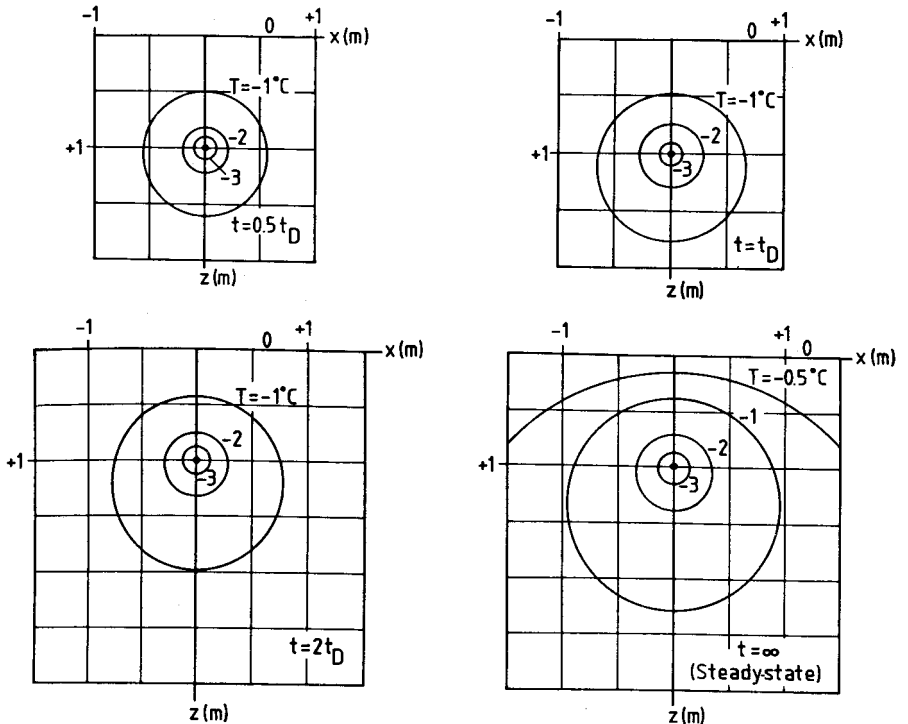 -1 0 +1
x (m)
T=-1°C
+1
-2
-3
t=0.5 t_D
z (m)
-1 0 +1
x (m)
T=-1°C
+1
-2
-3
t=t_D
z (m)
-1 0 +1
x (m)
T=-1°C
-2
+1
-3
t=2t_D
z (m)
-1 +1 0
x (m)
T=-0.5°C
-1
-2
+1
-3
t=∞
(Steady-state)
z (m)